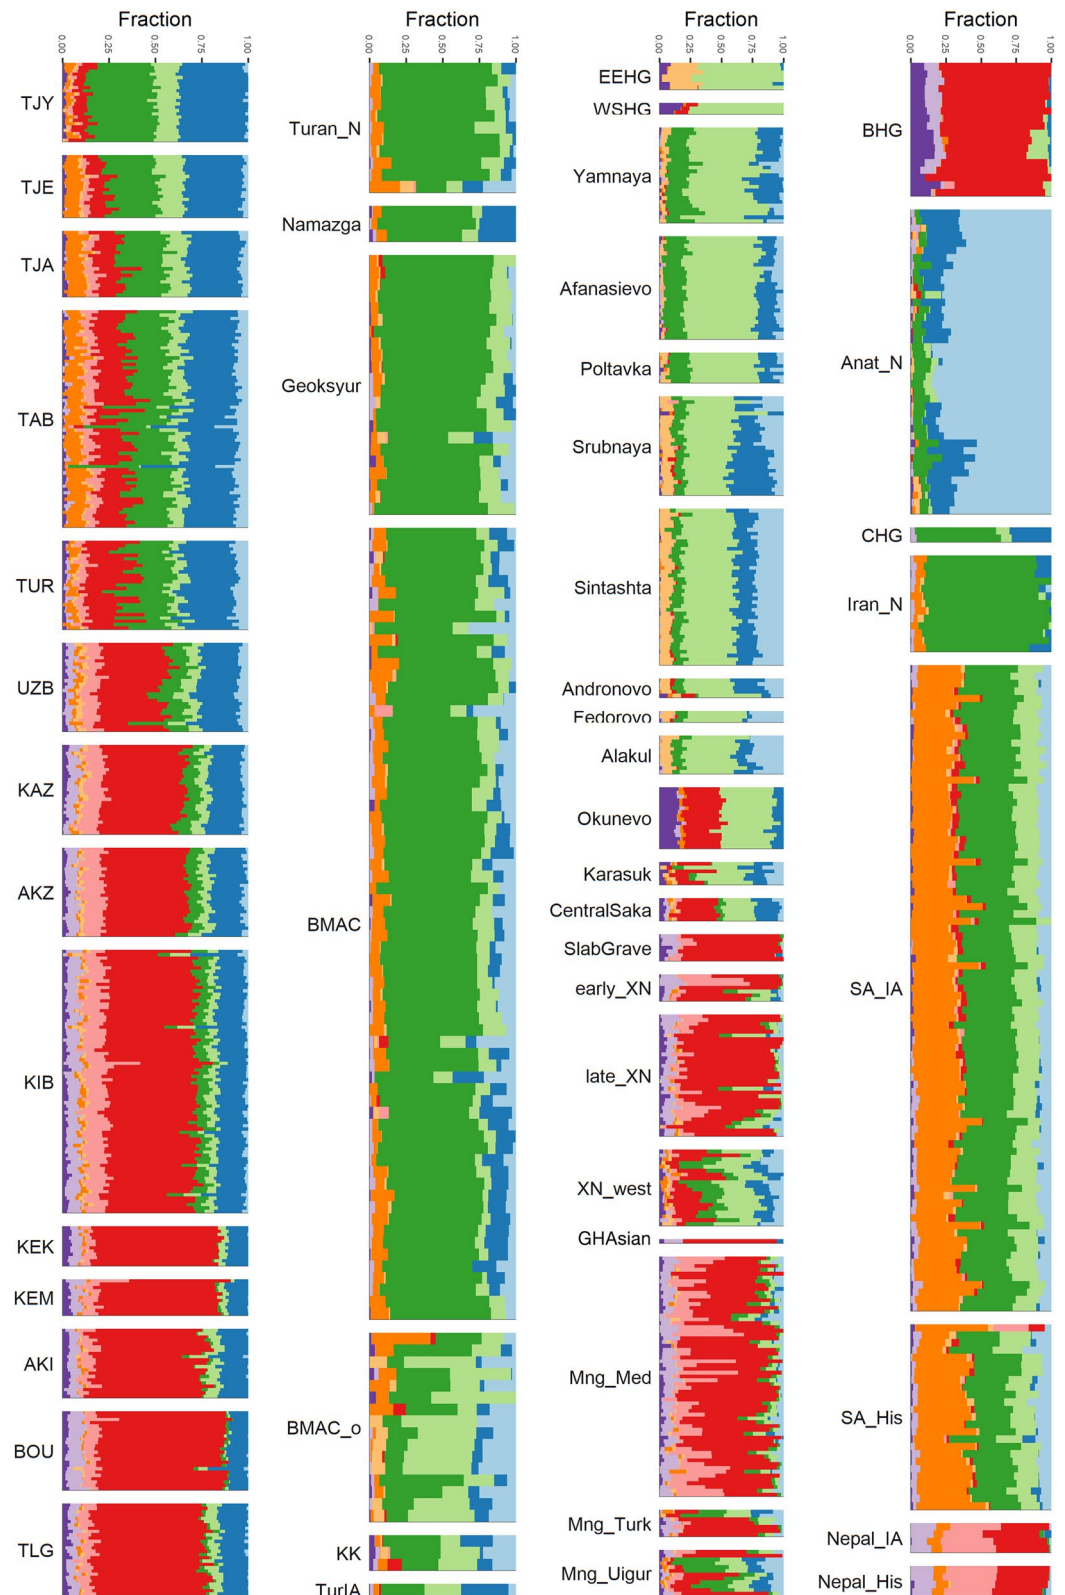 Fraction
0.00 0.25 0.50 0.75 1.00
TJY
TJE
TJA
TAB
TUR
UZB
KAZ
AKZ
KIB
KEK
KEM
AKI
BOU
TLG
Fraction
0.00 0.25 0.50 0.75 1.00
Turan_N
Namazga
Geoksyur
BMAC
BMAC_o
KK
TurIA
Fraction
0.00 0.25 0.50 0.75 1.00
EEHG
WSHG
Yamnaya
Afanasievo
Poltavka
Srubnaya
Sintashta
Andronovo
Fedorovo
Alakul
Okunevo
Karasuk
CentralSaka
SlabGrave
early_XN
late_XN
XN_west
GHAsian
Mng_Med
Mng_Turk
Mng_Uigur
Fraction
0.00 0.25 0.50 0.75 1.00
BHG
Anat_N
CHG
Iran_N
SA_IA
SA_His
Nepal_IA
Nepal_His